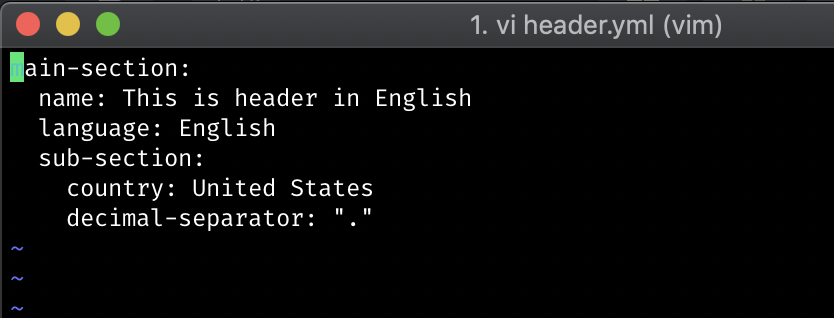 1. vi header.yml (vim)
main-section:
  name: This is header in English
  language: English
  sub-section:
    country: United States
    decimal-separator: "."
~
~
~